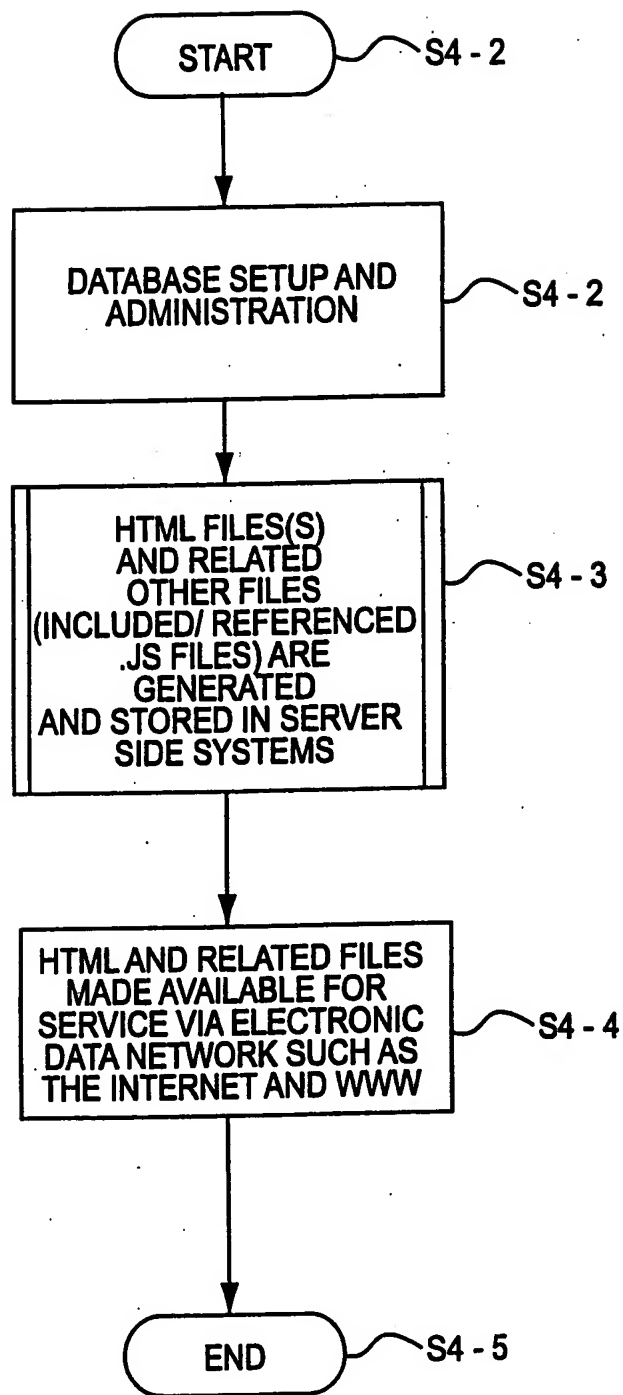 START
S4 - 2
DATABASE SETUP AND
ADMINISTRATION
S4 - 2
HTML FILES(S)
AND RELATED
OTHER FILES
(INCLUDED/ REFERENCED
.JS FILES) ARE
GENERATED
AND STORED IN SERVER
SIDE SYSTEMS
S4 - 3
HTML AND RELATED FILES
MADE AVAILABLE FOR
SERVICE VIA ELECTRONIC
DATA NETWORK SUCH AS
THE INTERNET AND WWW
S4 - 4
END
S4 - 5